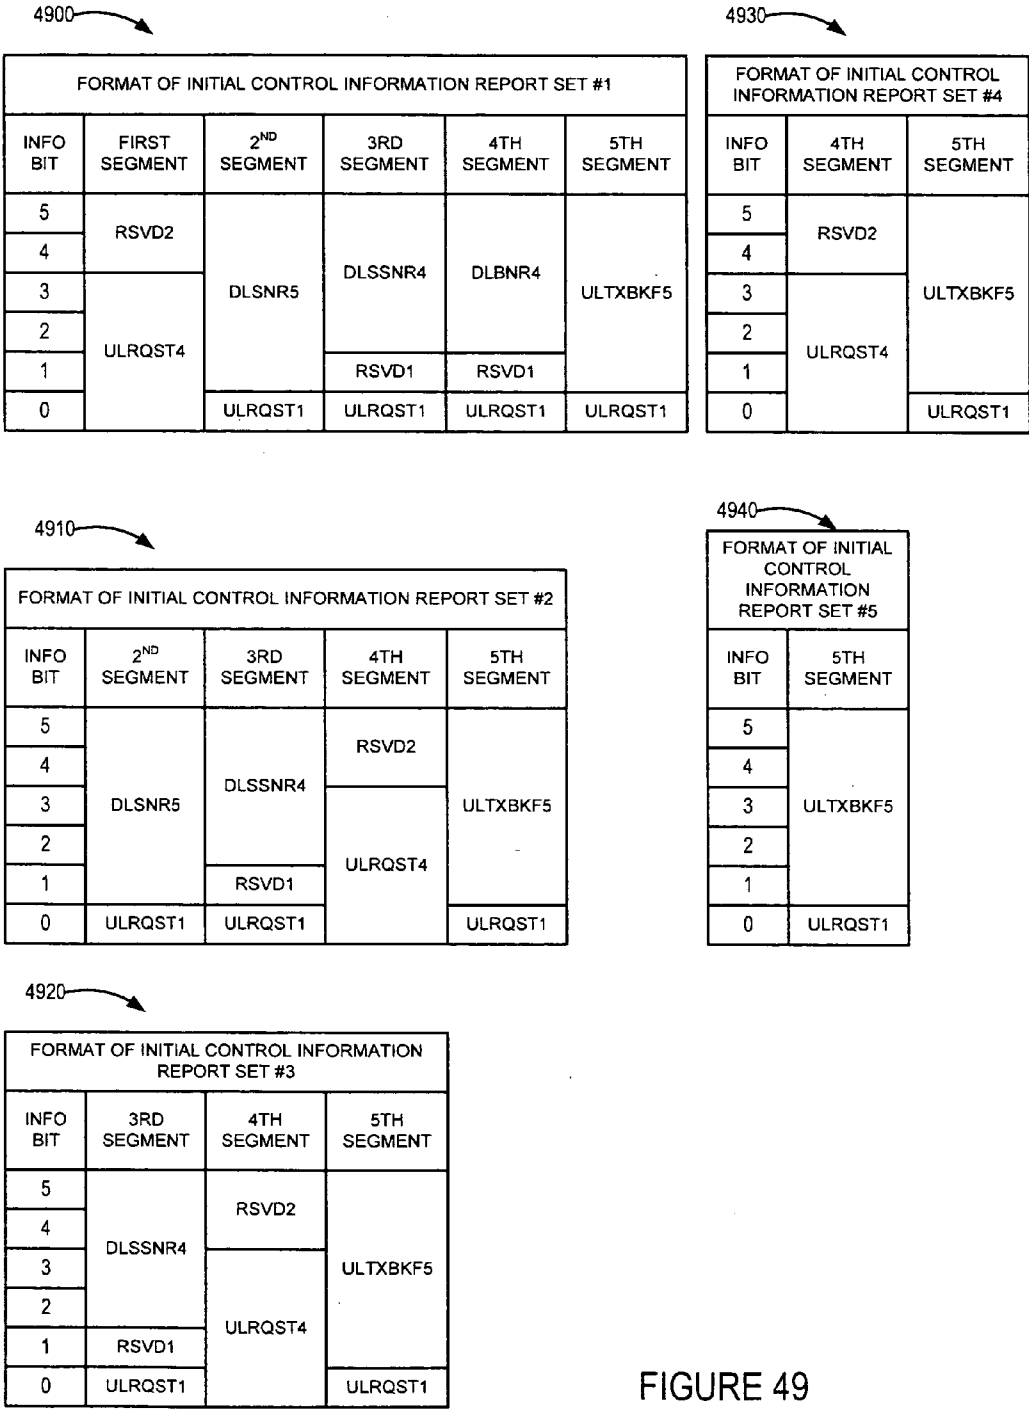 4900
FORMAT OF INITIAL CONTROL INFORMATION REPORT SET #1
INFO BIT FIRST SEGMENT 2ND SEGMENT 3RD SEGMENT 4TH SEGMENT 5TH SEGMENT
5 RSVD2 DLSNR5 DLSSNR4 DLBNR4 ULTXBKF5
4
3 ULRQST4
2
1 RSVD1 RSVD1
0 ULRQST1 ULRQST1 ULRQST1 ULRQST1
4930
FORMAT OF INITIAL CONTROL
INFORMATION REPORT SET #4
INFO BIT 4TH SEGMENT 5TH SEGMENT
5 RSVD2 ULTXBKF5
4
3 ULRQST4
2
1
0 ULRQST1
4910
FORMAT OF INITIAL CONTROL INFORMATION REPORT SET #2
INFO BIT 2ND SEGMENT 3RD SEGMENT 4TH SEGMENT 5TH SEGMENT
5 DLSNR5 DLSSNR4 RSVD2 ULTXBKF5
4
3 ULRQST4
2
1 RSVD1
0 ULRQST1 ULRQST1 ULRQST1
4940
FORMAT OF INITIAL
CONTROL
INFORMATION
REPORT SET #5
INFO BIT 5TH SEGMENT
5 ULTXBKF5
4
3
2
1
0 ULRQST1
4920
FORMAT OF INITIAL CONTROL INFORMATION
REPORT SET #3
INFO BIT 3RD SEGMENT 4TH SEGMENT 5TH SEGMENT
5 DLSSNR4 RSVD2 ULTXBKF5
4
3 ULRQST4
2
1 RSVD1
0 ULRQST1 ULRQST1
FIGURE 49